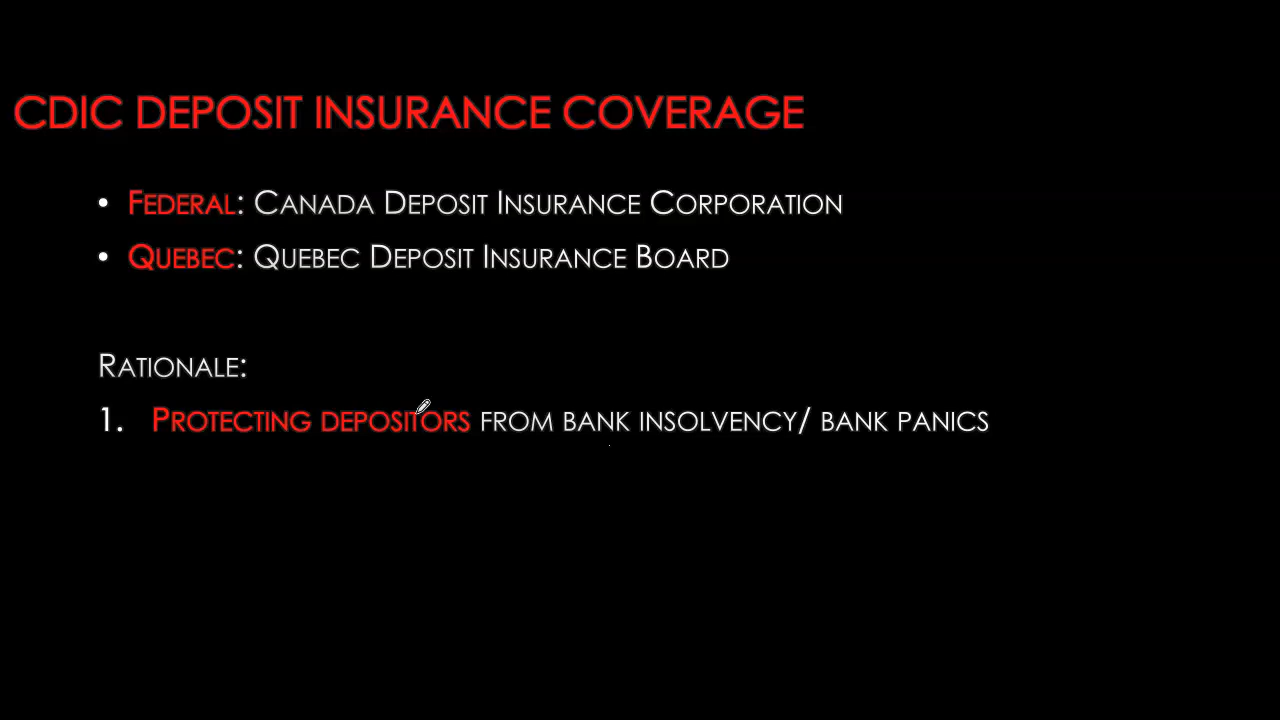 CDIC DEPOSIT INSURANCE COVERAGE
• FEDERAL: CANADA DEPOSIT INSURANCE CORPORATION
• QUEBEC: QUEBEC DEPOSIT INSURANCE BOARD
RATIONALE:
1. PROTECTING DEPOSITORS FROM BANK INSOLVENCY/ BANK PANICS